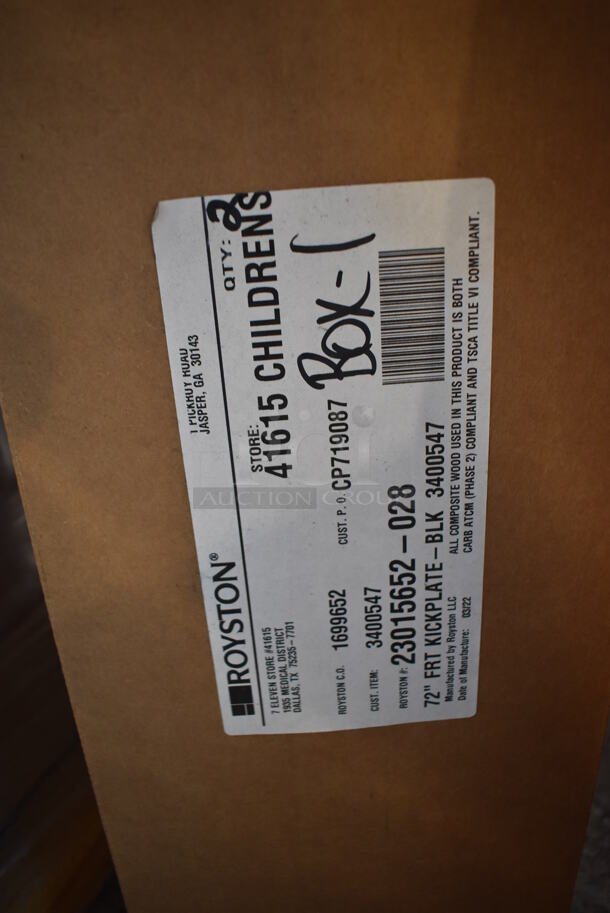 ROYSTON®
1 PICKROY ROAD
JASPER, GA 30143
7 ELEVEN STORE #41615
1935 MEDICAL DISTRICT
DALLAS, TX 75235-7701
STORE: QTY: 2
41615 CHILDRENS
ROYSTON C.O. 1699652 CUST. P. O. CP719087
BOX-1
CUST. ITEM: 3400547
ROYSTON #: 23015652-028
72" FRT KICKPLATE-BLK 3400547
Manufactured by Royston LLC
Date of Manufacture: 03/22
ALL COMPOSITE WOOD USED IN THIS PRODUCT IS BOTH
CARB ATCM (PHASE 2) COMPLIANT AND TSCA TITLE VI COMPLIANT.
AUCTION GROUP